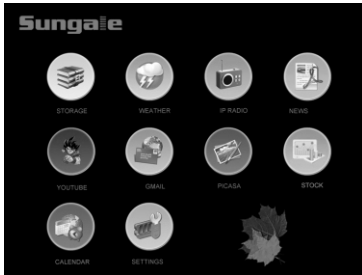 Sungale
STORAGE WEATHER IP RADIO NEWS
YOUTUBE GMAIL PICASA STOCK
CALENDAR SETTINGS